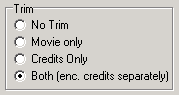 Trim
No Trim
Movie only
Credits Only
Both (enc. credits separately)